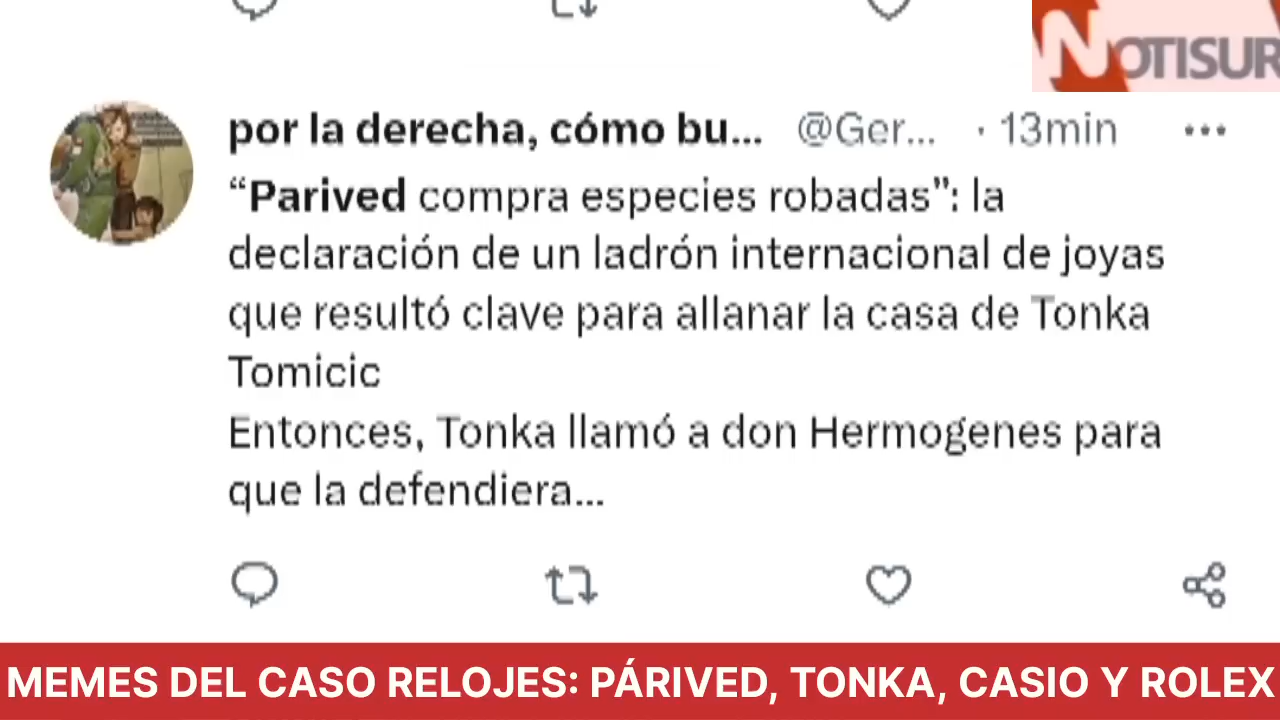 NOTISUR
por la derecha, cómo bu... @Ger... · 13min
“Parived compra especies robadas”: la
declaración de un ladrón internacional de joyas
que resultó clave para allanar la casa de Tonka
Tomicic
Entonces, Tonka llamó a don Hermogenes para
que la defendiera...
MEMES DEL CASO RELOJES: PÁRIVED, TONKA, CASIO Y ROLEX